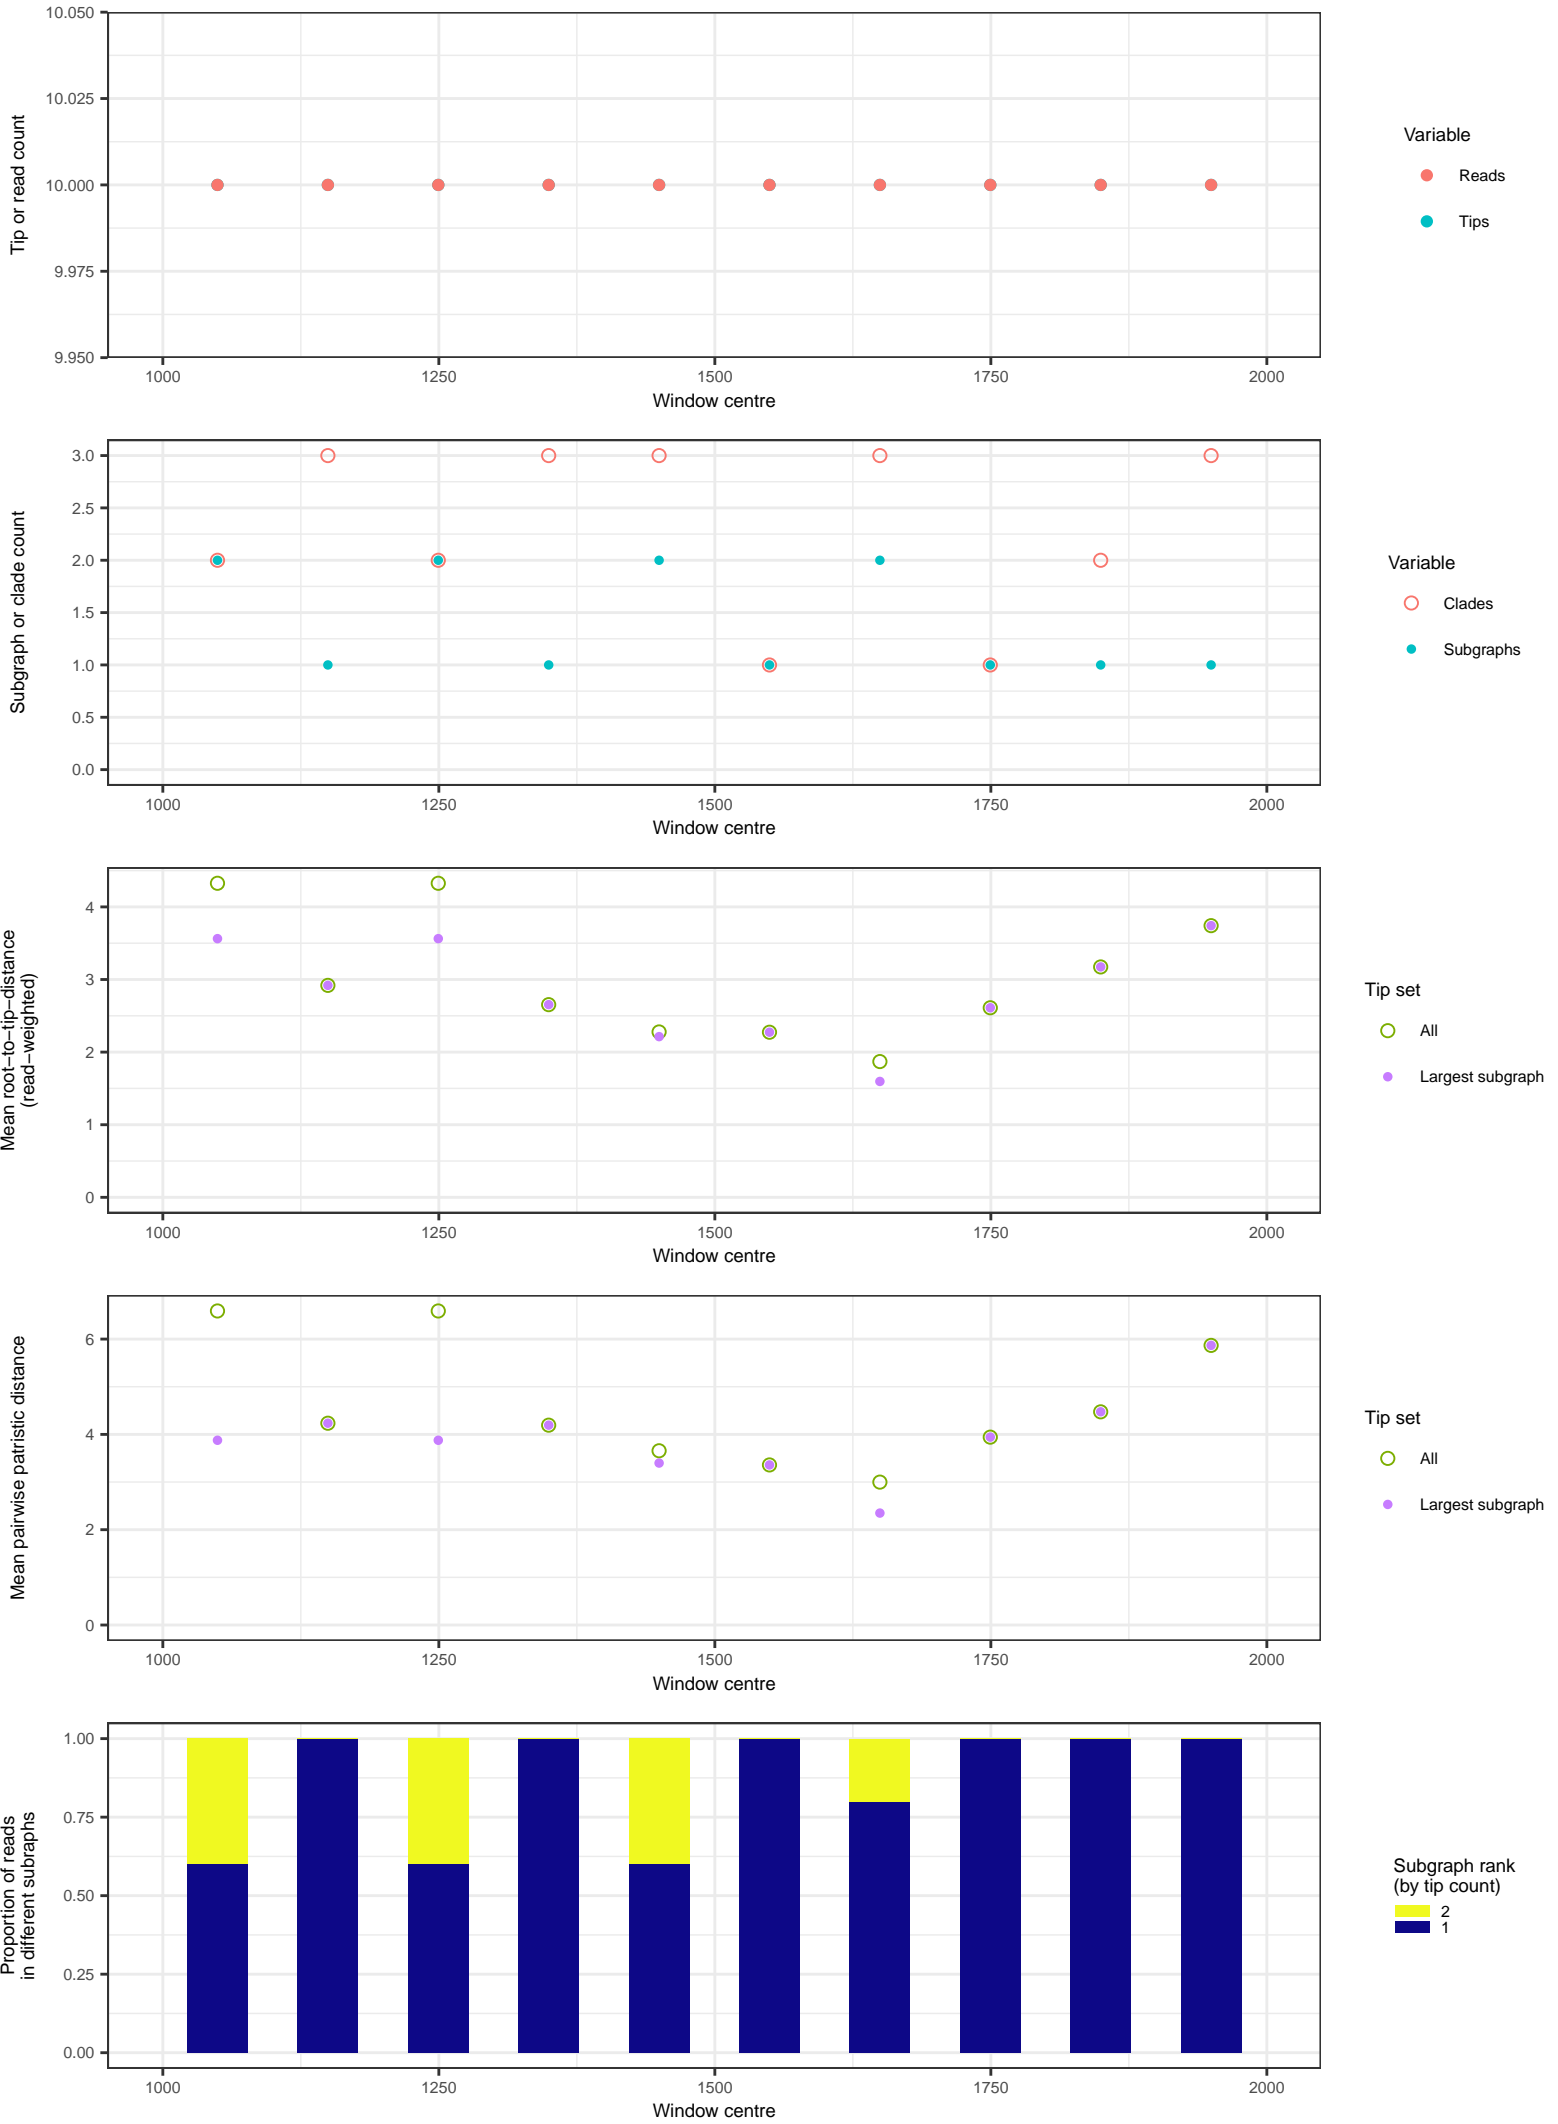 10.050
10.025
10.000
9.975
9.950
Tip or read count
1000 1250 1500 1750 2000
Window centre
Variable
Reads
Tips
3.0
2.5
2.0
1.5
1.0
0.5
0.0
Subgraph or clade count
1000 1250 1500 1750 2000
Window centre
Variable
Clades
Subgraphs
4
3
2
1
0
Mean root−to−tip−distance
(read−weighted)
1000 1250 1500 1750 2000
Window centre
Tip set
All
Largest subgraph
6
4
2
0
Mean pairwise patristic distance
1000 1250 1500 1750 2000
Window centre
Tip set
All
Largest subgraph
1.00
0.75
0.50
0.25
0.00
Proportion of reads
in different subraphs
1000 1250 1500 1750 2000
Window centre
Subgraph rank
(by tip count)
2
1